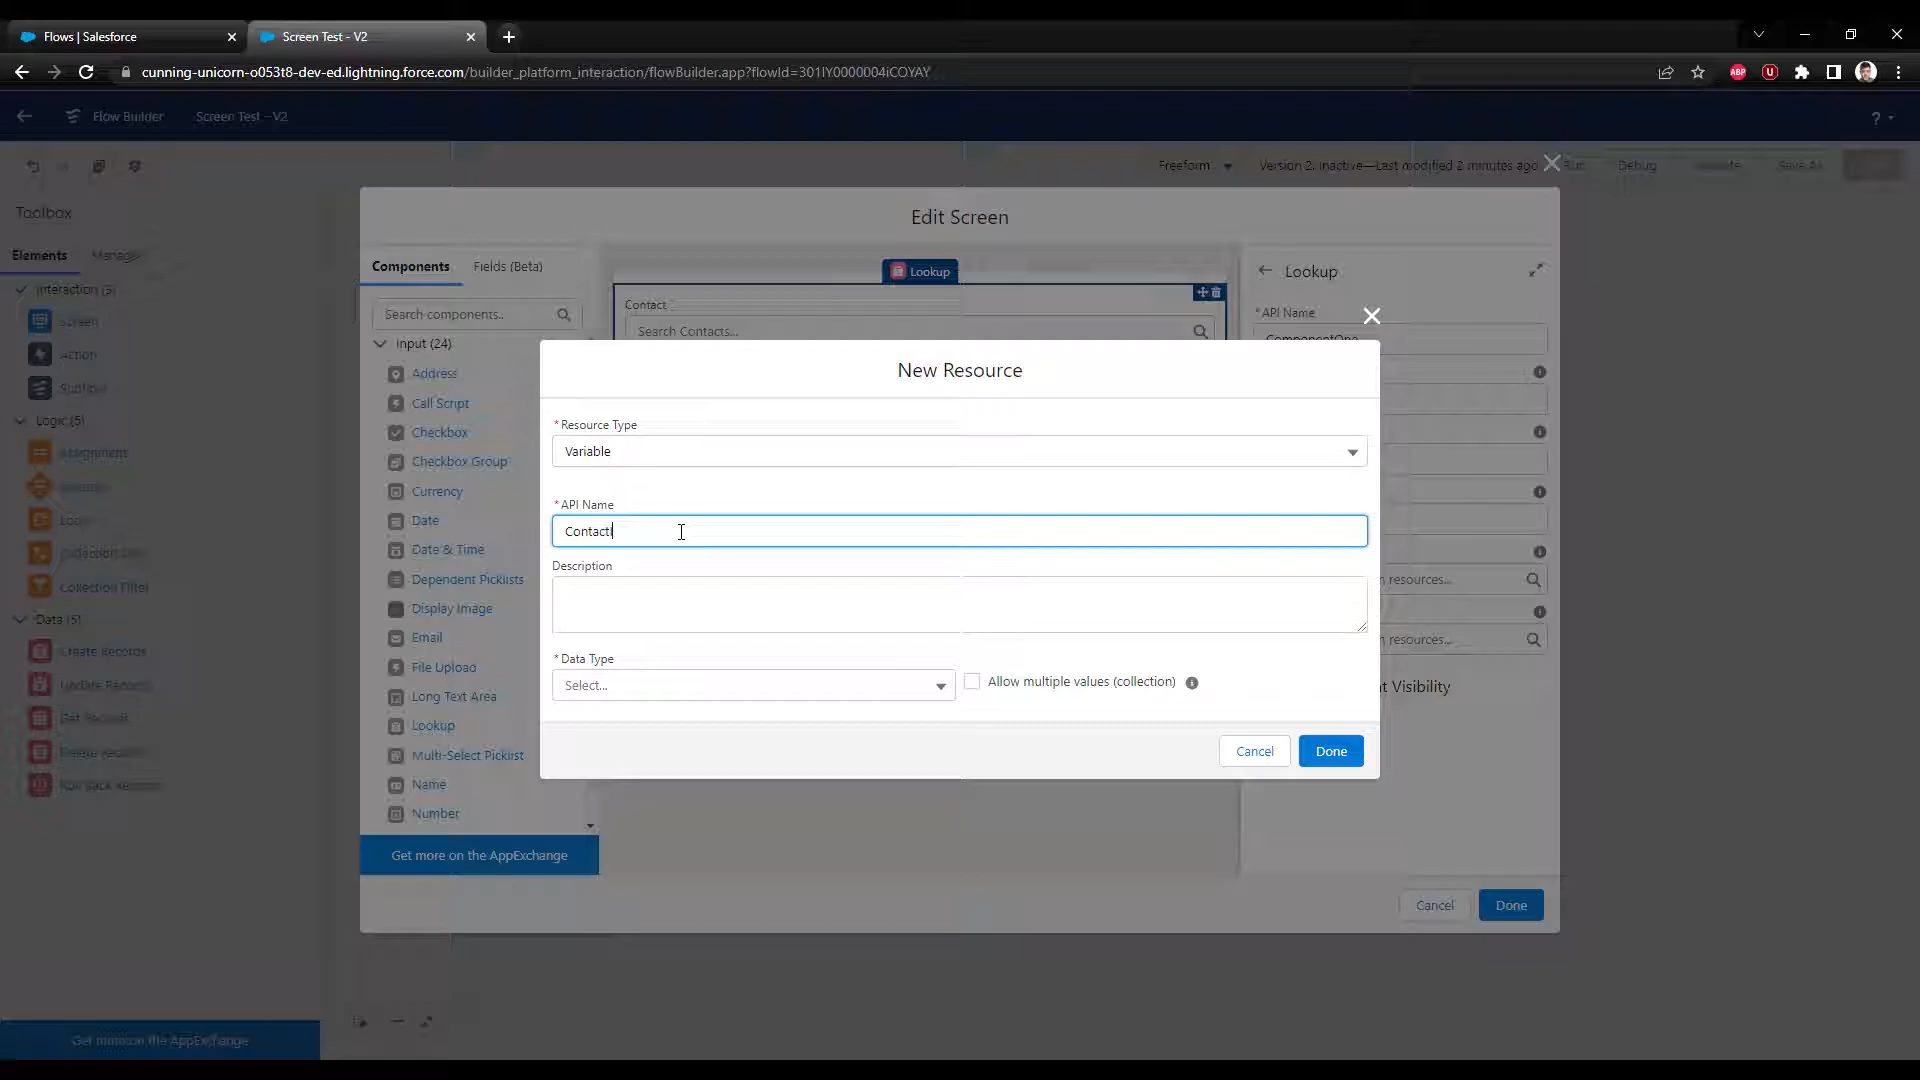 Flows | Salesforce
Screen Test - V2
cunning-unicorn-o053t8-dev-ed.lightning.force.com/builder_platform_interaction/flowBuilder.app?flowId=301IY0000004iCOYAY
ABP
Flow Builder
Screen Test - V2
?
Freeform
Version 2, Inactive—Last modified 2 minutes ago
Run
Debug
Save As
Toolbox
Elements
Manager
Interaction (3)
Screen
Action
Subflow
Logic (5)
Assignment
Loop
Collection Sort
Collection Filter
Data (5)
Create Records
Update Records
Get Records
Delete Records
Roll Back Records
Get more on the AppExchange
Edit Screen
Components
Fields (Beta)
Search components...
Input (24)
Address
Call Script
Checkbox
Checkbox Group
Currency
Date
Date & Time
Dependent Picklists
Display Image
Email
File Upload
Long Text Area
Lookup
Multi-Select Picklist
Name
Number
Get more on the AppExchange
Lookup
Contact
Search Contacts...
Lookup
* API Name
ComponentOne
n resources...
n resources...
t Visibility
Cancel
Done
New Resource
* Resource Type
Variable
* API Name
ContactI
Description
* Data Type
Select...
Allow multiple values (collection)
Cancel
Done